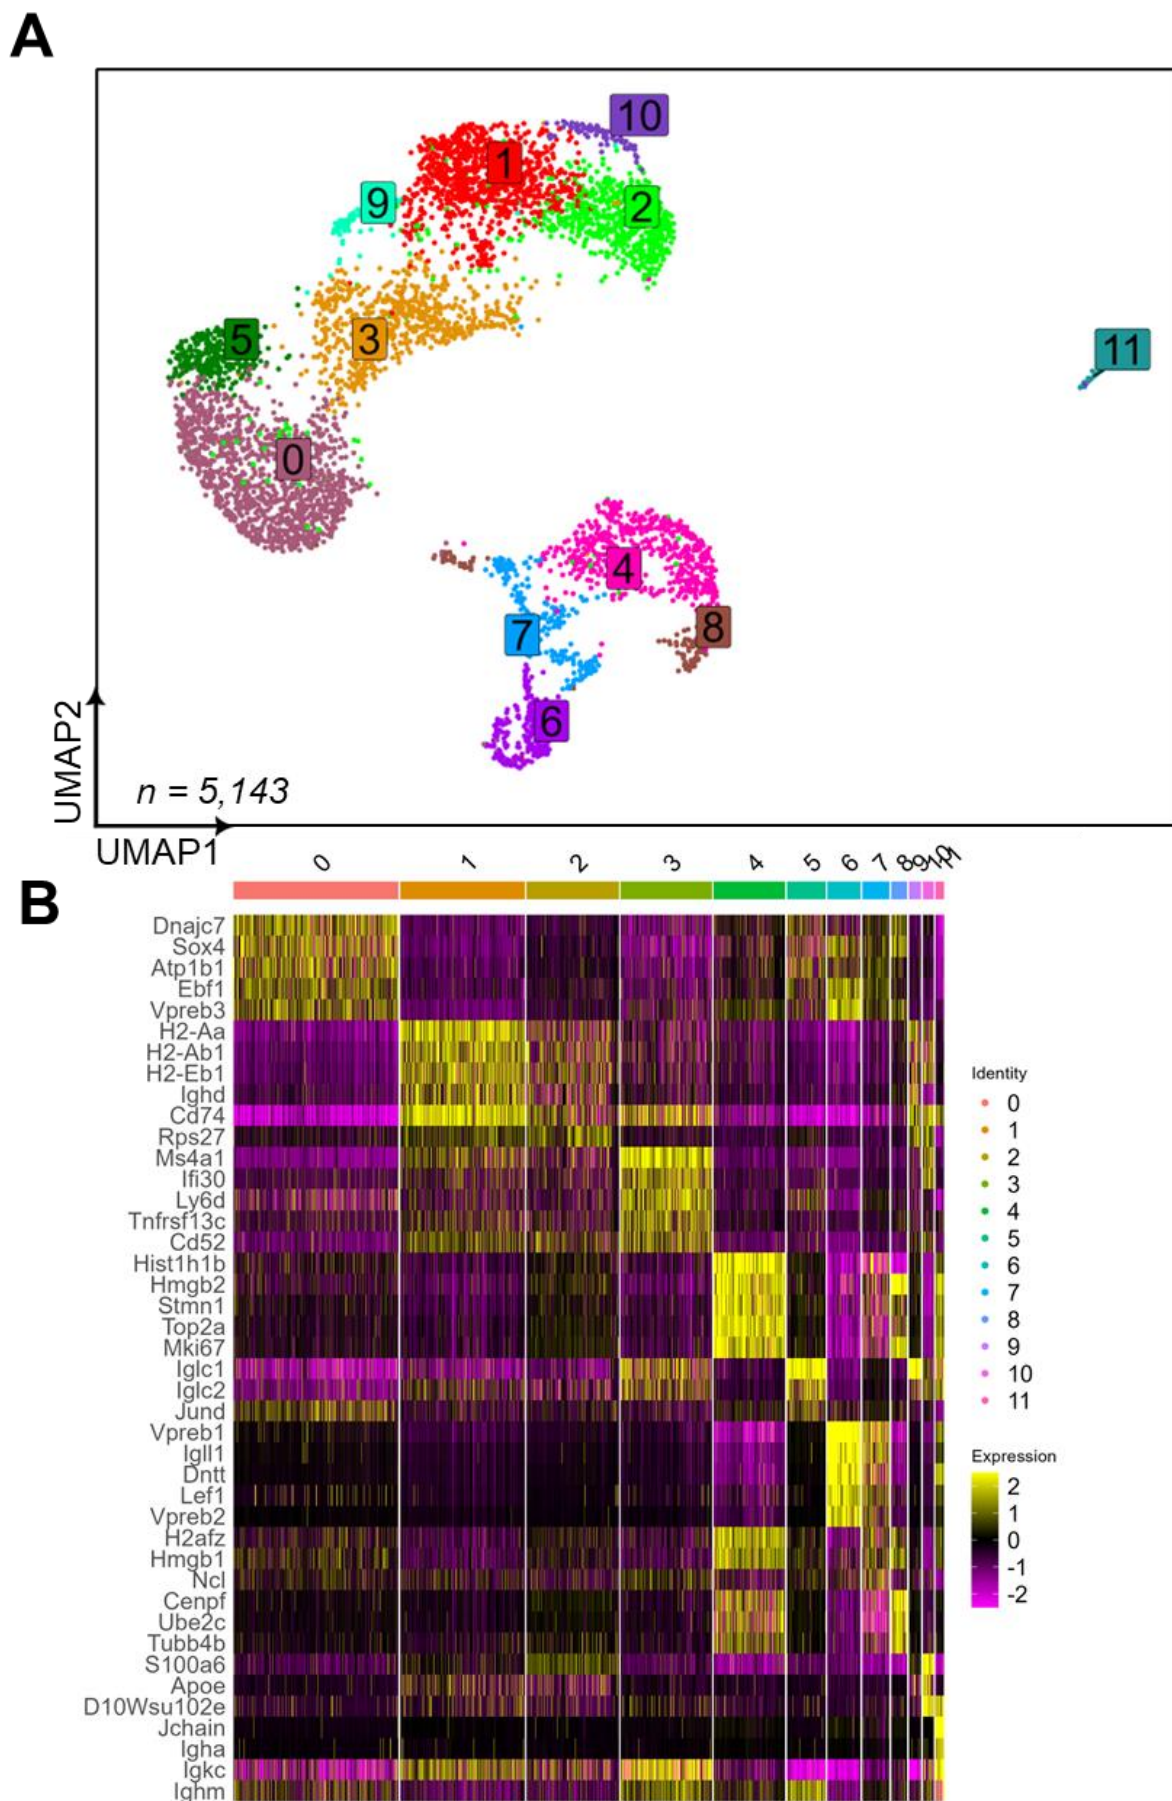 A
10
1
9
2
5
3
11
0
4
8
7
6
UMAP2
n = 5,143
UMAP1
B
0 1 2 3 4 5 6 7 8 9 10 11
Dnajc7
Sox4
Atp1b1
Ebf1
Vpreb3
H2-Aa
H2-Ab1
H2-Eb1
Ighd
Cd74
Rps27
Ms4a1
Ifi30
Ly6d
Tnfrsf13c
Cd52
Hist1h1b
Hmgb2
Stmn1
Top2a
Mki67
Iglc1
Iglc2
Jund
Vpreb1
Igll1
Dntt
Lef1
Vpreb2
H2afz
Hmgb1
Ncl
Cenpf
Ube2c
Tubb4b
S100a6
Apoe
D10Wsu102e
Jchain
Igha
Igkc
Ighm
Identity
0
1
2
3
4
5
6
7
8
9
10
11
Expression
2
1
0
-1
-2